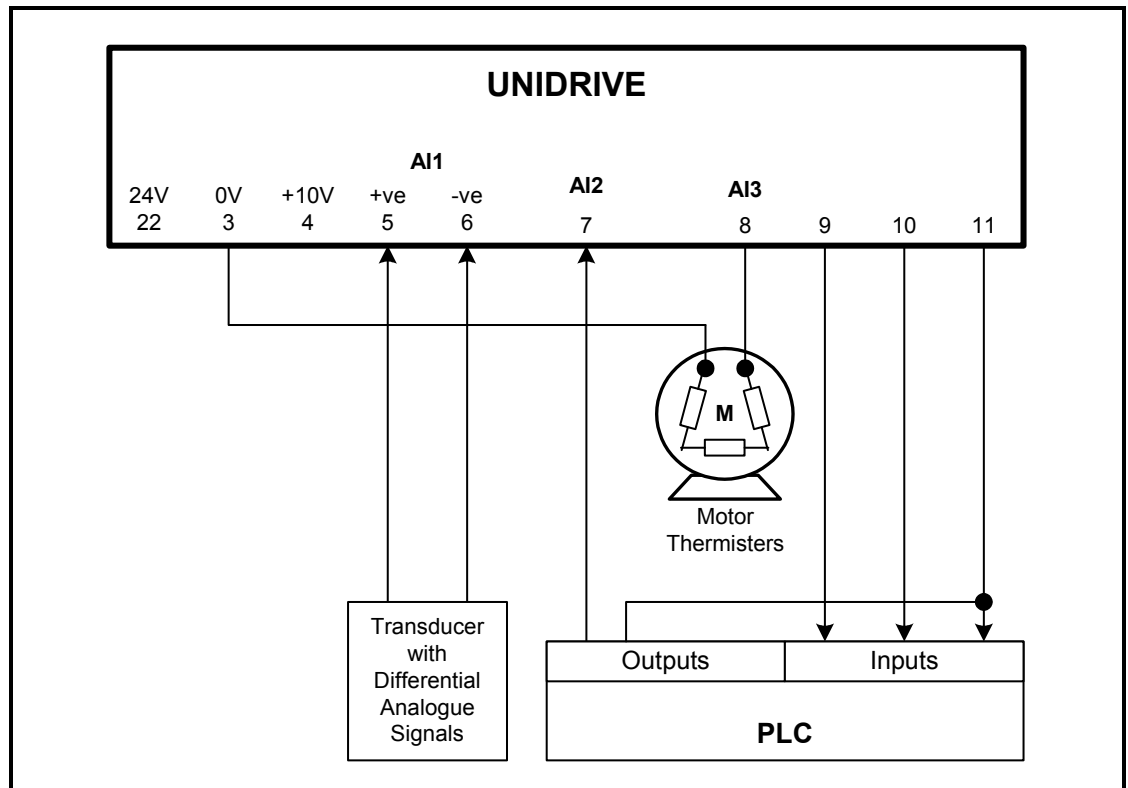 UNIDRIVE
AI1
AI2
AI3
24V 0V +10V +ve -ve
22 3 4 5 6 7 8 9 10 11
M
Motor
Thermisters
Transducer
with
Differential
Analogue
Signals
Outputs Inputs
PLC